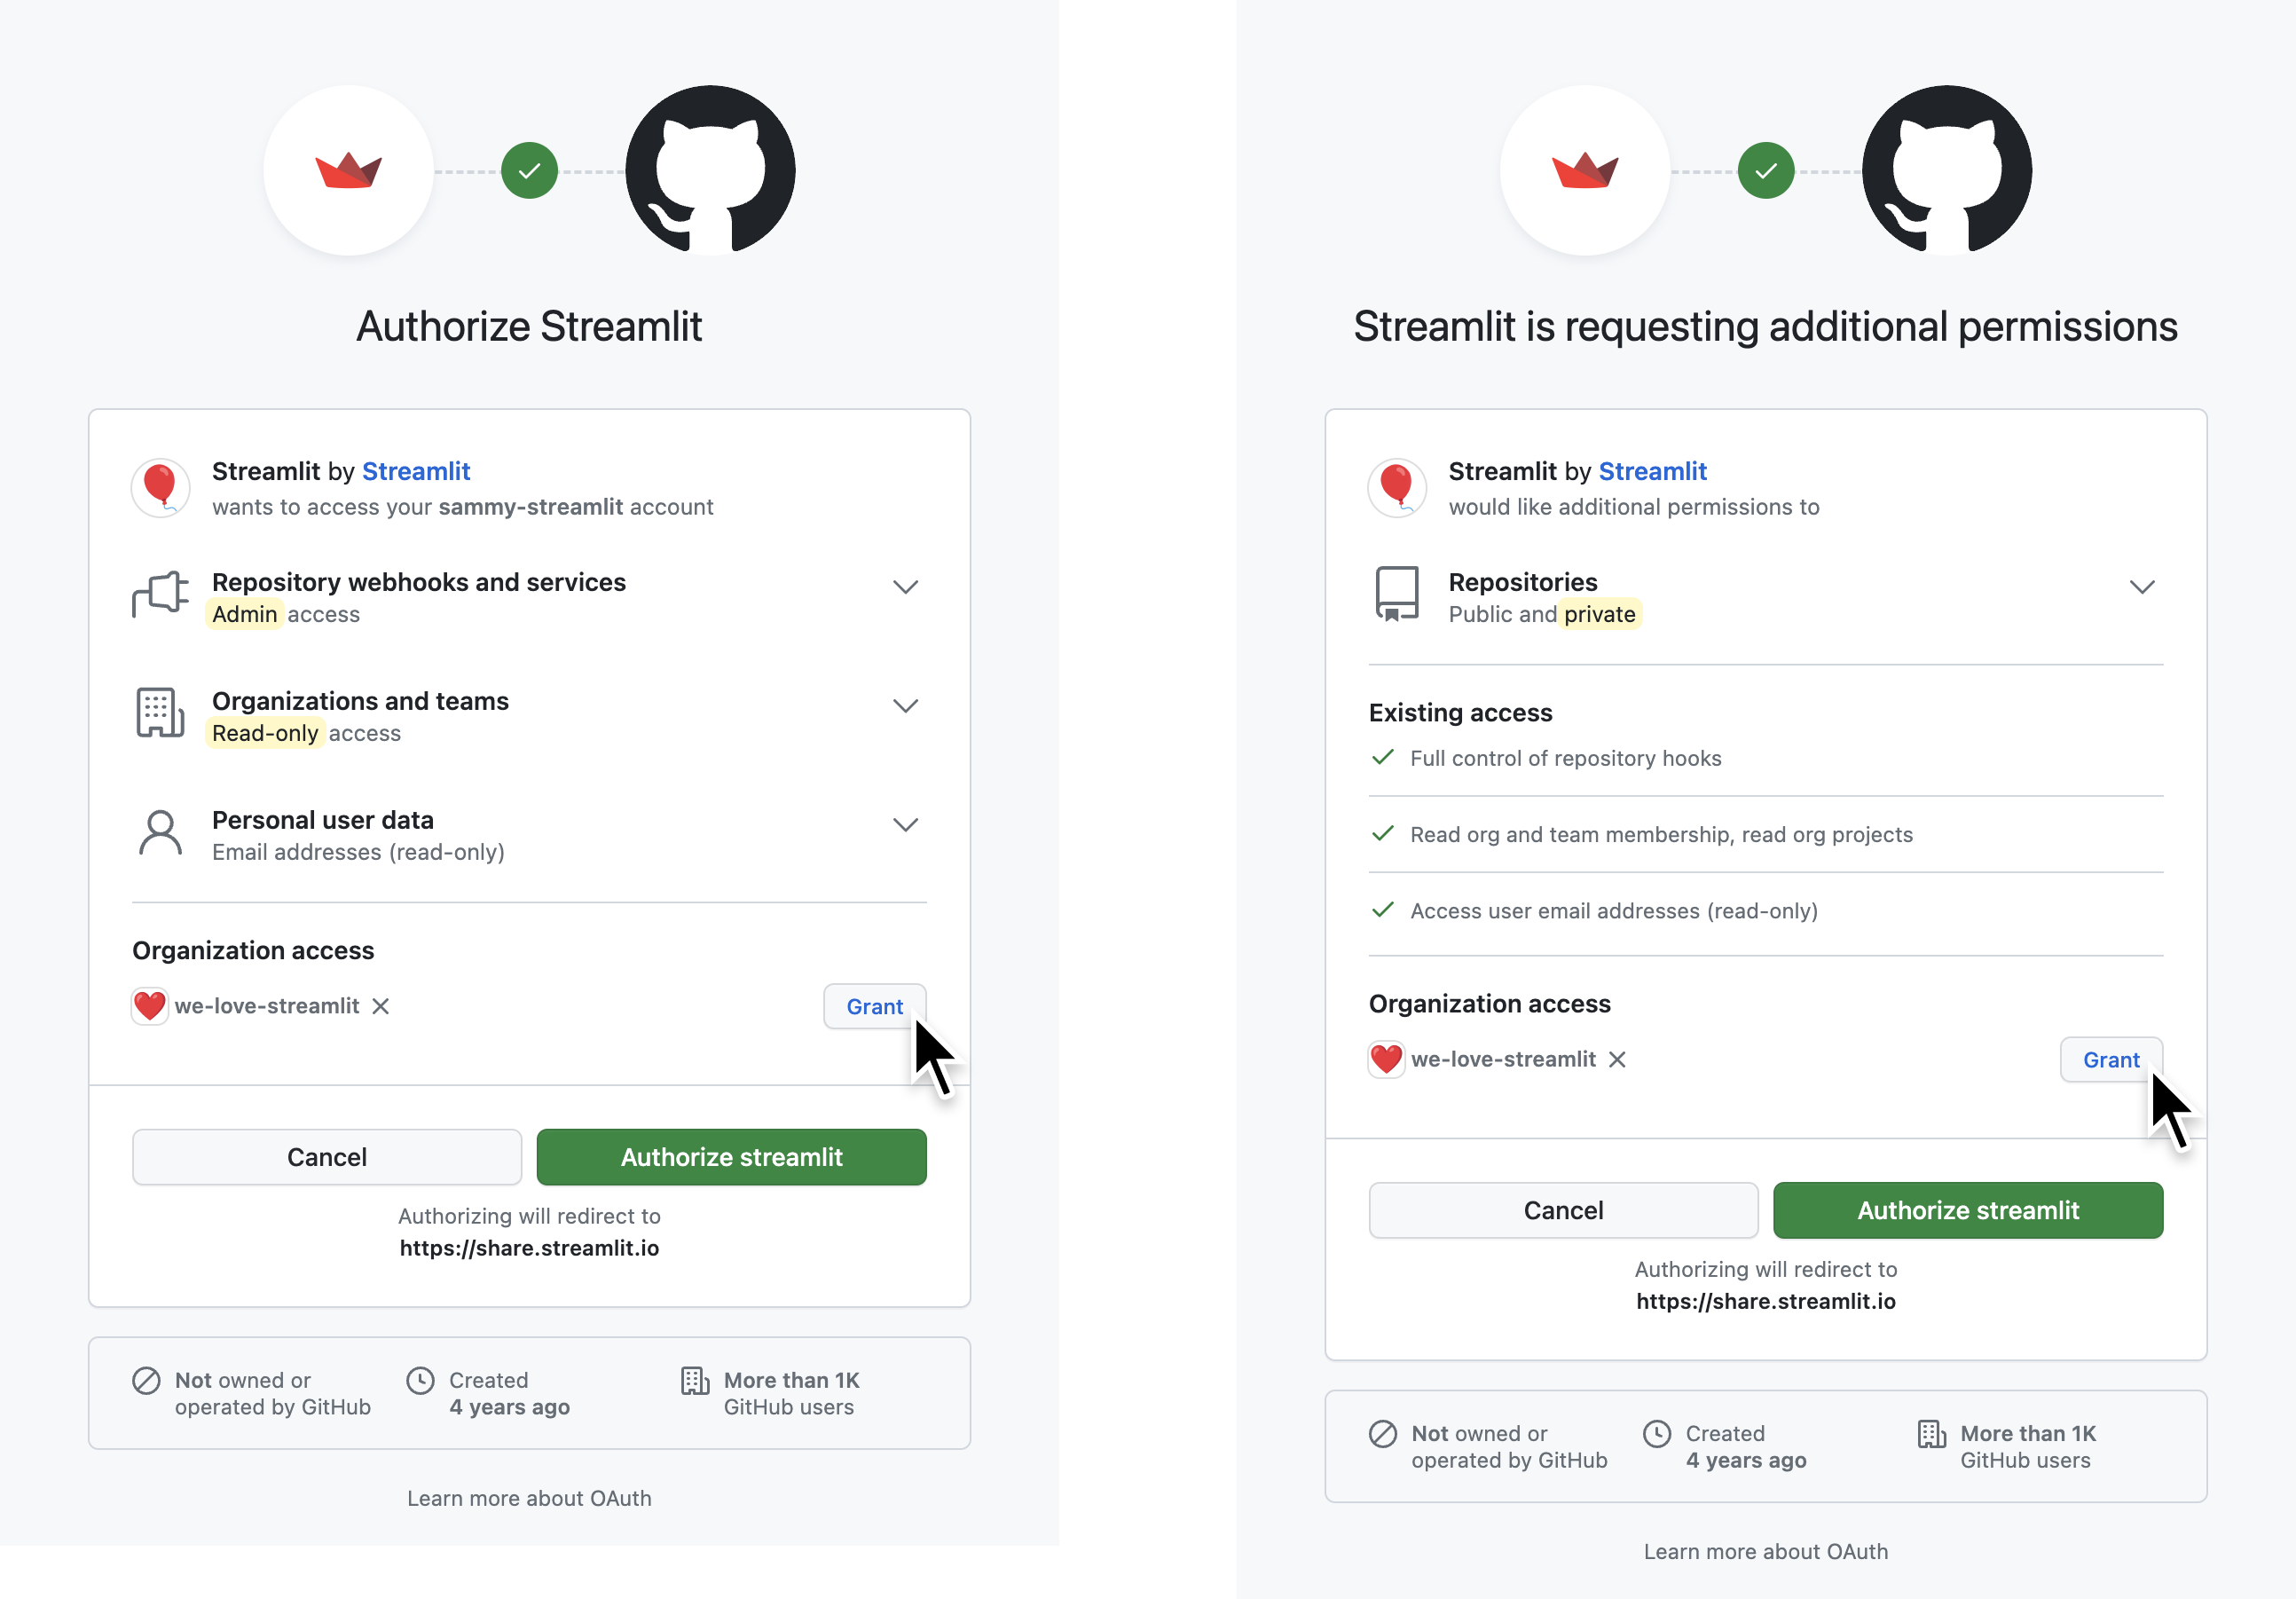 Authorize Streamlit
Streamlit by Streamlit
wants to access your sammy-streamlit account
Repository webhooks and services
Admin access
Organizations and teams
Read-only access
Personal user data
Email addresses (read-only)
Organization access
we-love-streamlit
Grant
Cancel
Authorize streamlit
Authorizing will redirect to
https://share.streamlit.io
Not owned or
operated by GitHub
Created
4 years ago
More than 1K
GitHub users
Learn more about OAuth
Streamlit is requesting additional permissions
Streamlit by Streamlit
would like additional permissions to
Repositories
Public and private
Existing access
Full control of repository hooks
Read org and team membership, read org projects
Access user email addresses (read-only)
Organization access
we-love-streamlit
Grant
Cancel
Authorize streamlit
Authorizing will redirect to
https://share.streamlit.io
Not owned or
operated by GitHub
Created
4 years ago
More than 1K
GitHub users
Learn more about OAuth